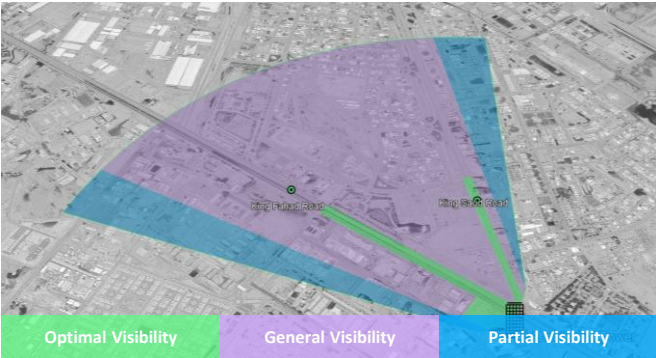 King Fahad Road
King Saud Road
Optimal Visibility
General Visibility
Partial Visibility